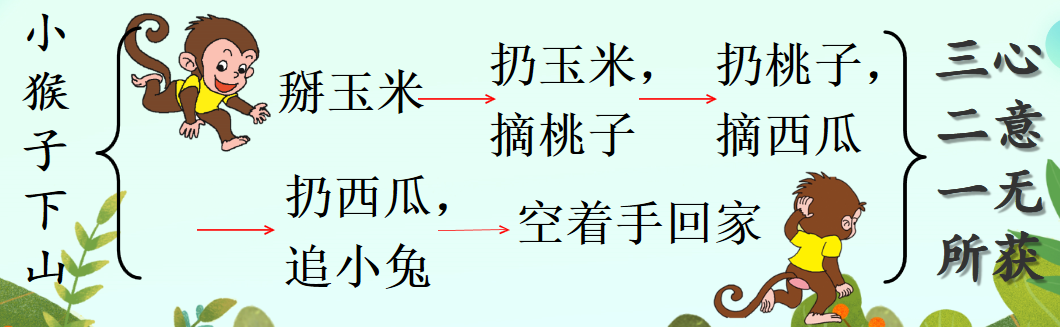 小猴子下山
掰玉米
扔玉米，
摘桃子
扔桃子，
摘西瓜
扔西瓜，
追小兔
空着手回家
三心
二意
一无
所获